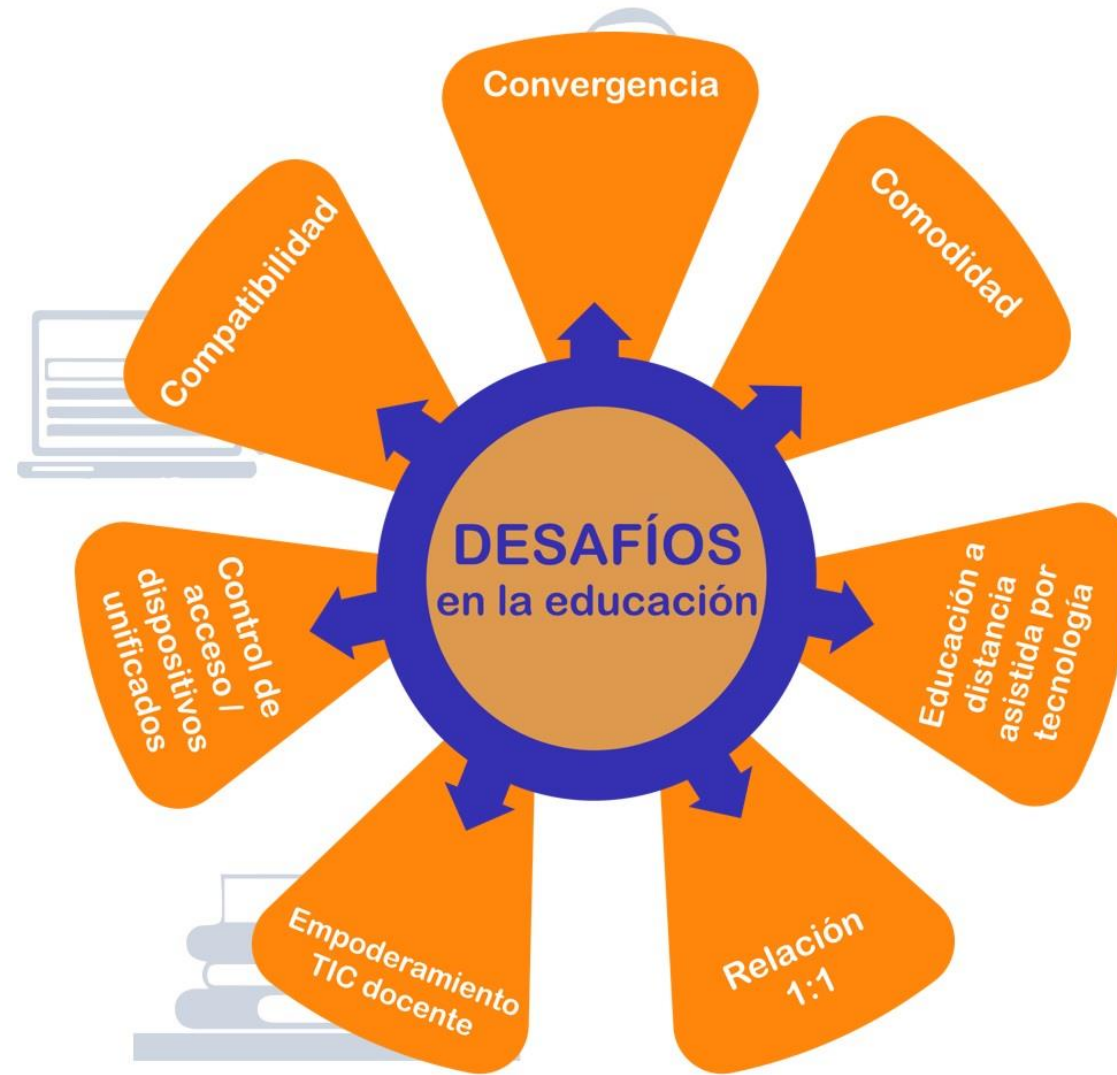 DESAFÍOS
en la educación
Convergencia
Comodidad
Educación a
distancia
asistida por
tecnología
Relación
1:1
Empoderamiento
TIC docente
Control de
acceso /
dispositivos
unificados
Compatibilidad